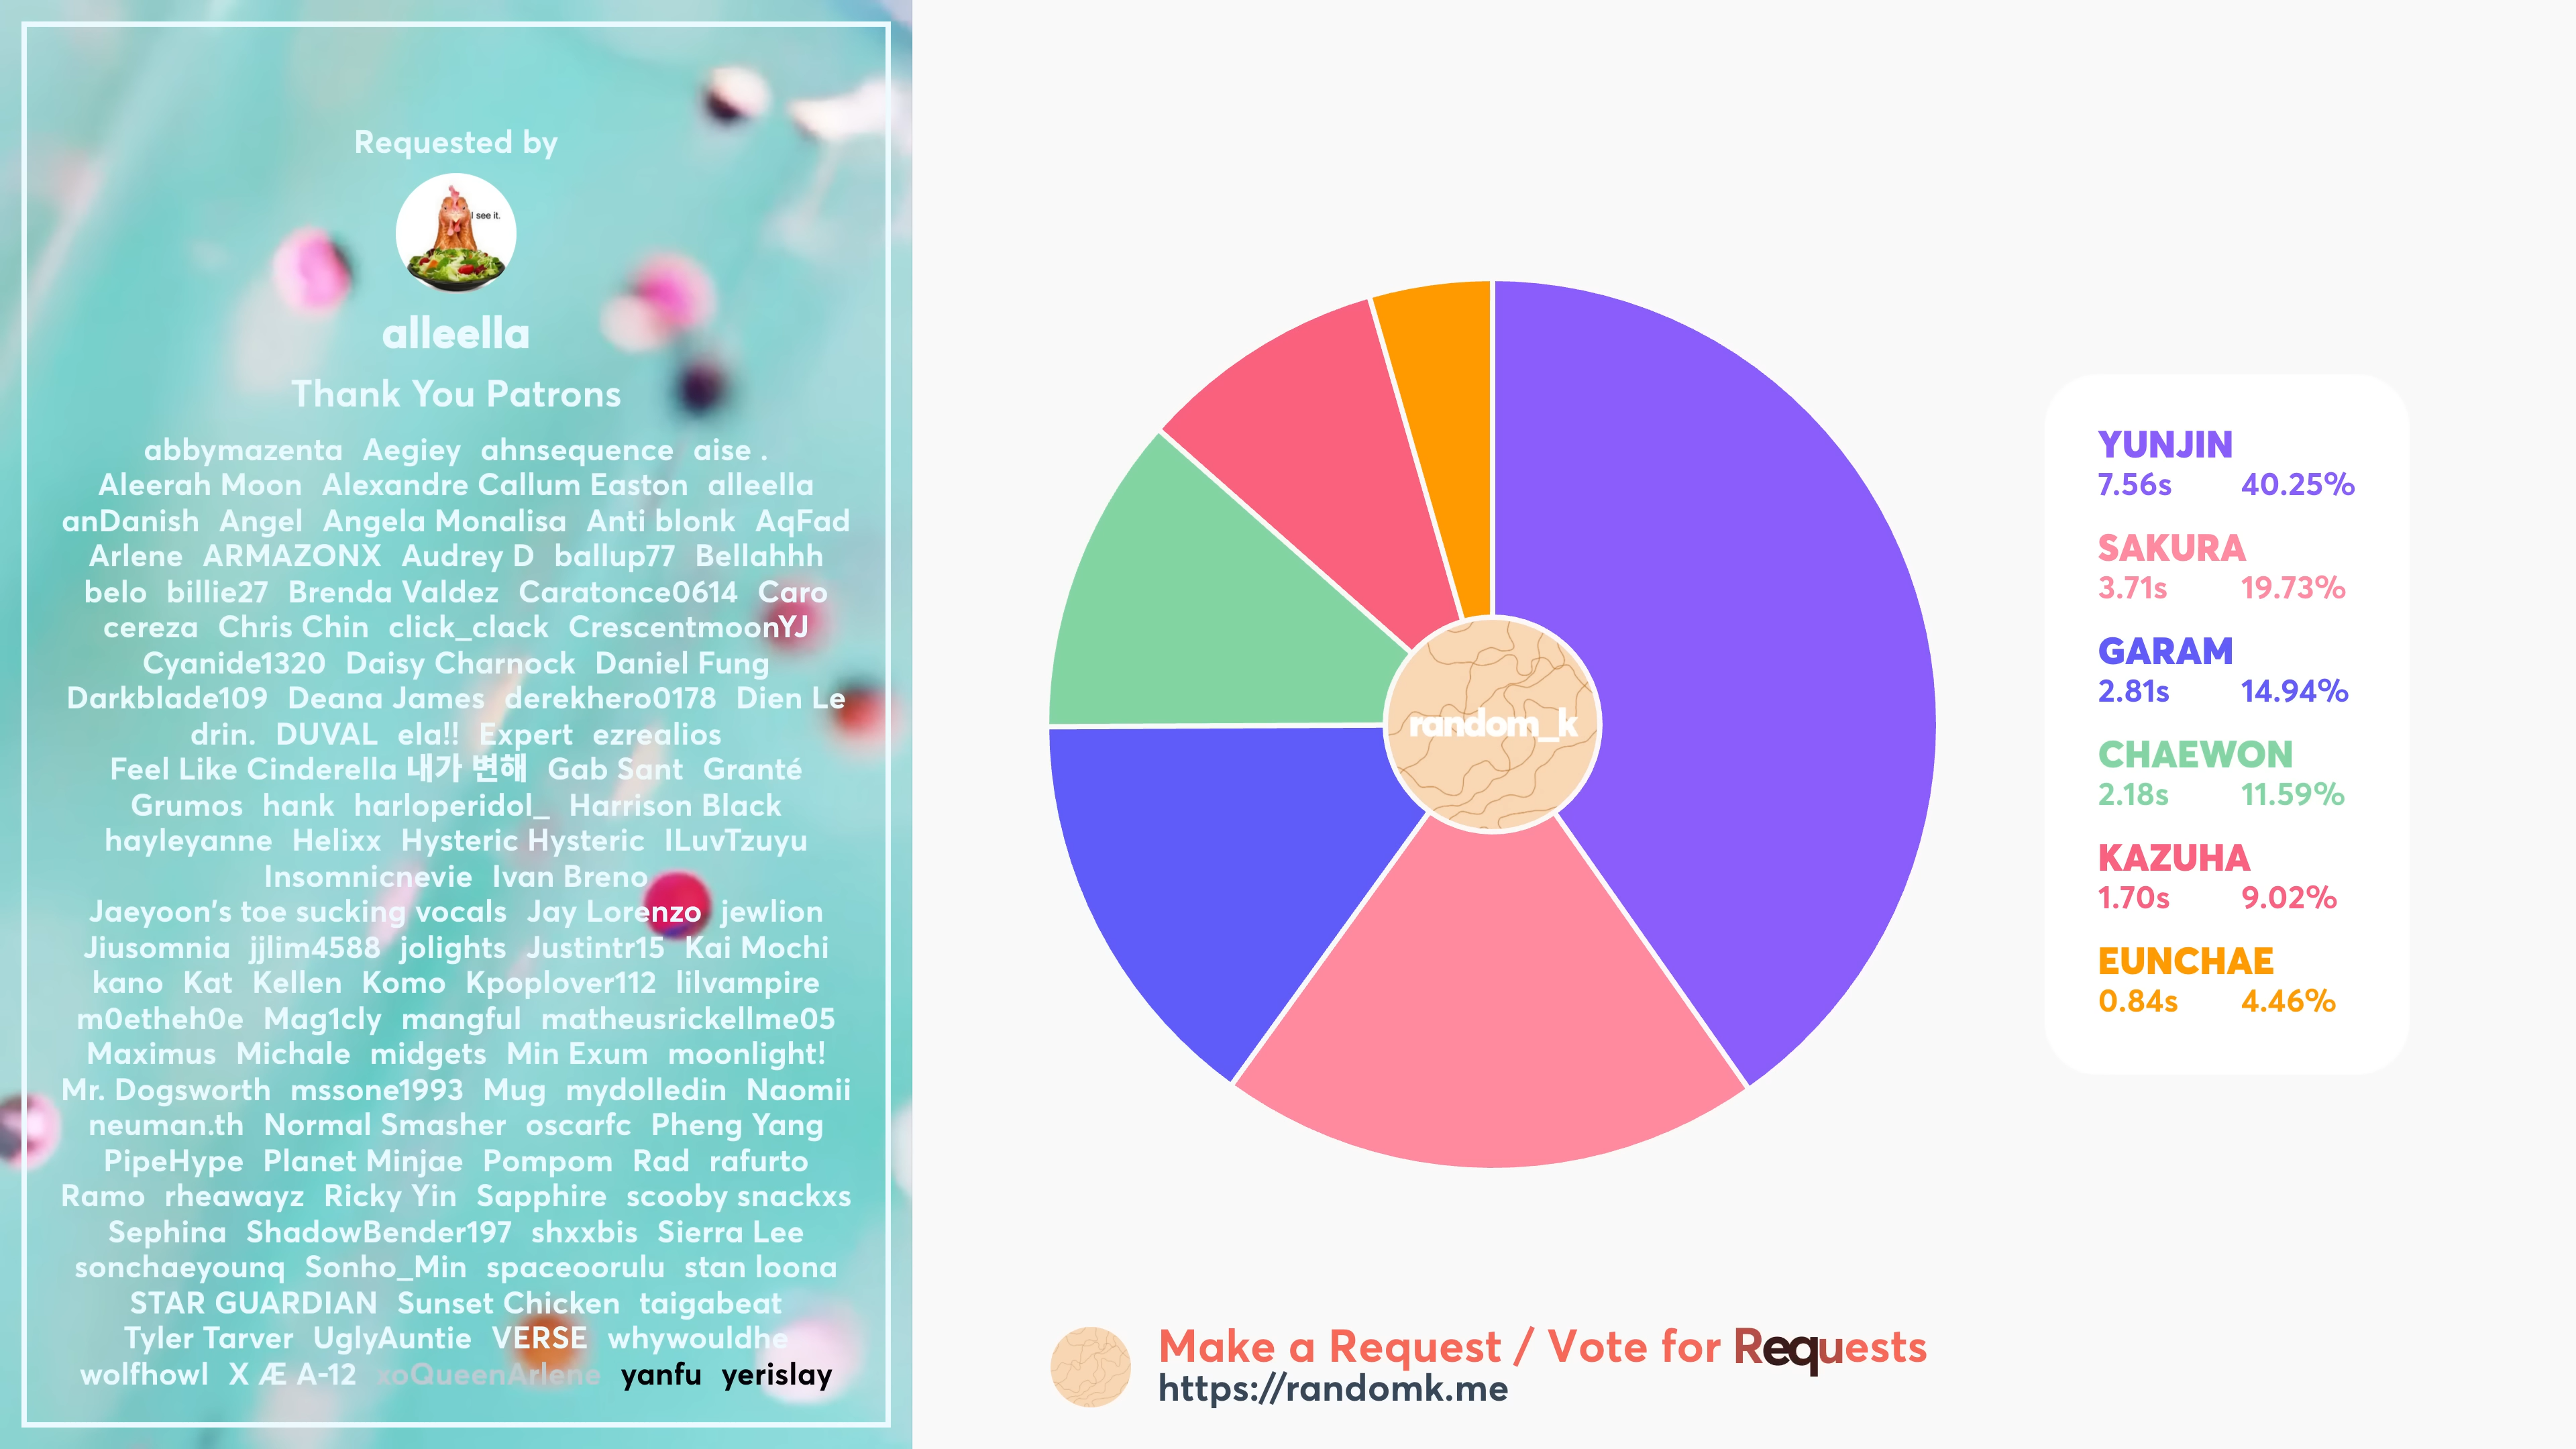 Requested by
I see it.
alleella
Thank You Patrons
abbymazenta Aegiey ahnsequence aise .
Aleerah Moon Alexandre Callum Easton alleella
anDanish Angel Angela Monalisa Anti blonk AqFad
Arlene ARMAZONX Audrey D ballup77 Bellahhh
belo billie27 Brenda Valdez Caratonce0614 Caro
cereza Chris Chin click_clack CrescentmoonYJ
Cyanide1320 Daisy Charnock Daniel Fung
Darkblade109 Deana James derekhero0178 Dien Le
drin. DUVAL ela!! Expert ezrealios
Feel Like Cinderella 내가 변해 Gab Sant Granté
Grumos hank harloperidol_ Harrison Black
hayleyanne Helixx Hysteric Hysteric ILuvTzuyu
Insomnicnevie Ivan Breno
Jaeyoon's toe sucking vocals Jay Lorenzo jewlion
Jiusomnia jjlim4588 jolights Justintr15 Kai Mochi
kano Kat Kellen Komo Kpoplover112 lilvampire
m0etheh0e Mag1cly mangful matheusrickellme05
Maximus Michale midgets Min Exum moonlight!
Mr. Dogsworth mssone1993 Mug mydolledin Naomii
neuman.th Normal Smasher oscarfc Pheng Yang
PipeHype Planet Minjae Pompom Rad rafurto
Ramo rheawayz Ricky Yin Sapphire scooby snackxs
Sephina ShadowBender197 shxxbis Sierra Lee
sonchaeyounq Sonho_Min spaceoorulu stan loona
STAR GUARDIAN Sunset Chicken taigabeat
Tyler Tarver UglyAuntie VERSE whywouldhe
wolfhowl X Æ A-12 xoQueenArlene yanfu yerislay
random_k
YUNJIN
7.56s 40.25%
SAKURA
3.71s 19.73%
GARAM
2.81s 14.94%
CHAEWON
2.18s 11.59%
KAZUHA
1.70s 9.02%
EUNCHAE
0.84s 4.46%
Make a Request / Vote for Requests
https://randomk.me